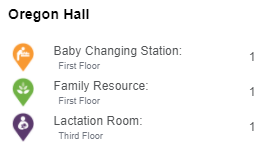 Oregon Hall
Baby Changing Station: 1
First Floor
Family Resource: 1
First Floor
Lactation Room: 1
Third Floor